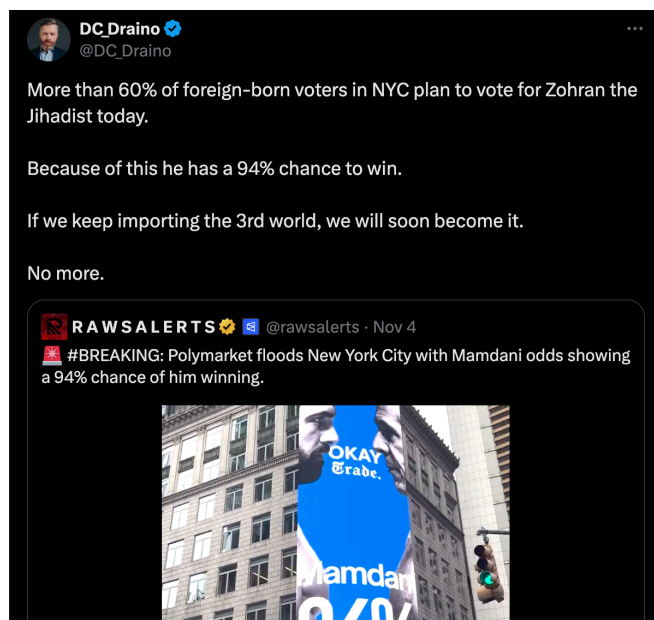 DC_Draino
@DC_Draino
More than 60% of foreign-born voters in NYC plan to vote for Zohran the
Jihadist today.
Because of this he has a 94% chance to win.
If we keep importing the 3rd world, we will soon become it.
No more.
RAWSALERTS @rawsalerts · Nov 4
🚨 #BREAKING: Polymarket floods New York City with Mamdani odds showing
a 94% chance of him winning.
OKAY
Trade.
Mamdani
94%